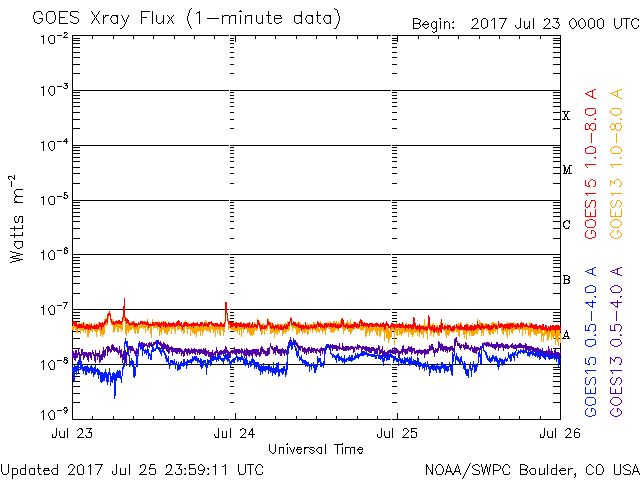 GOES Xray Flux (1-minute data)
Begin: 2017 Jul 23 0000 UTC
10⁻²
10⁻³
10⁻⁴
10⁻⁵
10⁻⁶
10⁻⁷
10⁻⁸
10⁻⁹
Watts m⁻²
X
M
C
B
A
GOES15 1.0-8.0 A
GOES13 1.0-8.0 A
GOES15 0.5-4.0 A
GOES13 0.5-4.0 A
Jul 23
Jul 24
Jul 25
Jul 26
Universal Time
Updated 2017 Jul 25 23:59:11 UTC
NOAA/SWPC Boulder, CO USA